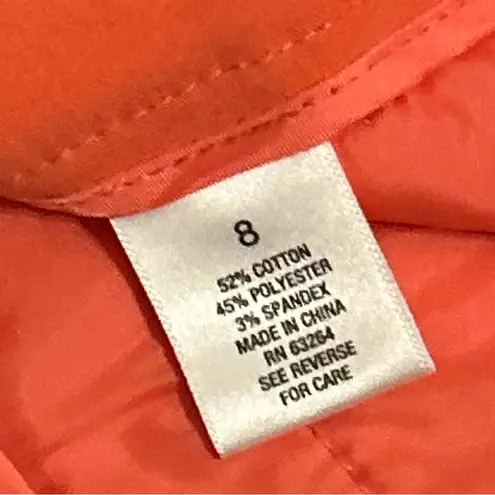 8
52% COTTON
45% POLYESTER
3% SPANDEX
MADE IN CHINA
RN 63264
SEE REVERSE
FOR CARE